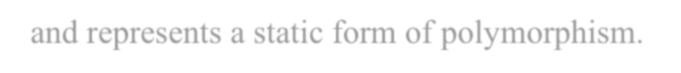 and represents a static form of polymorphism.